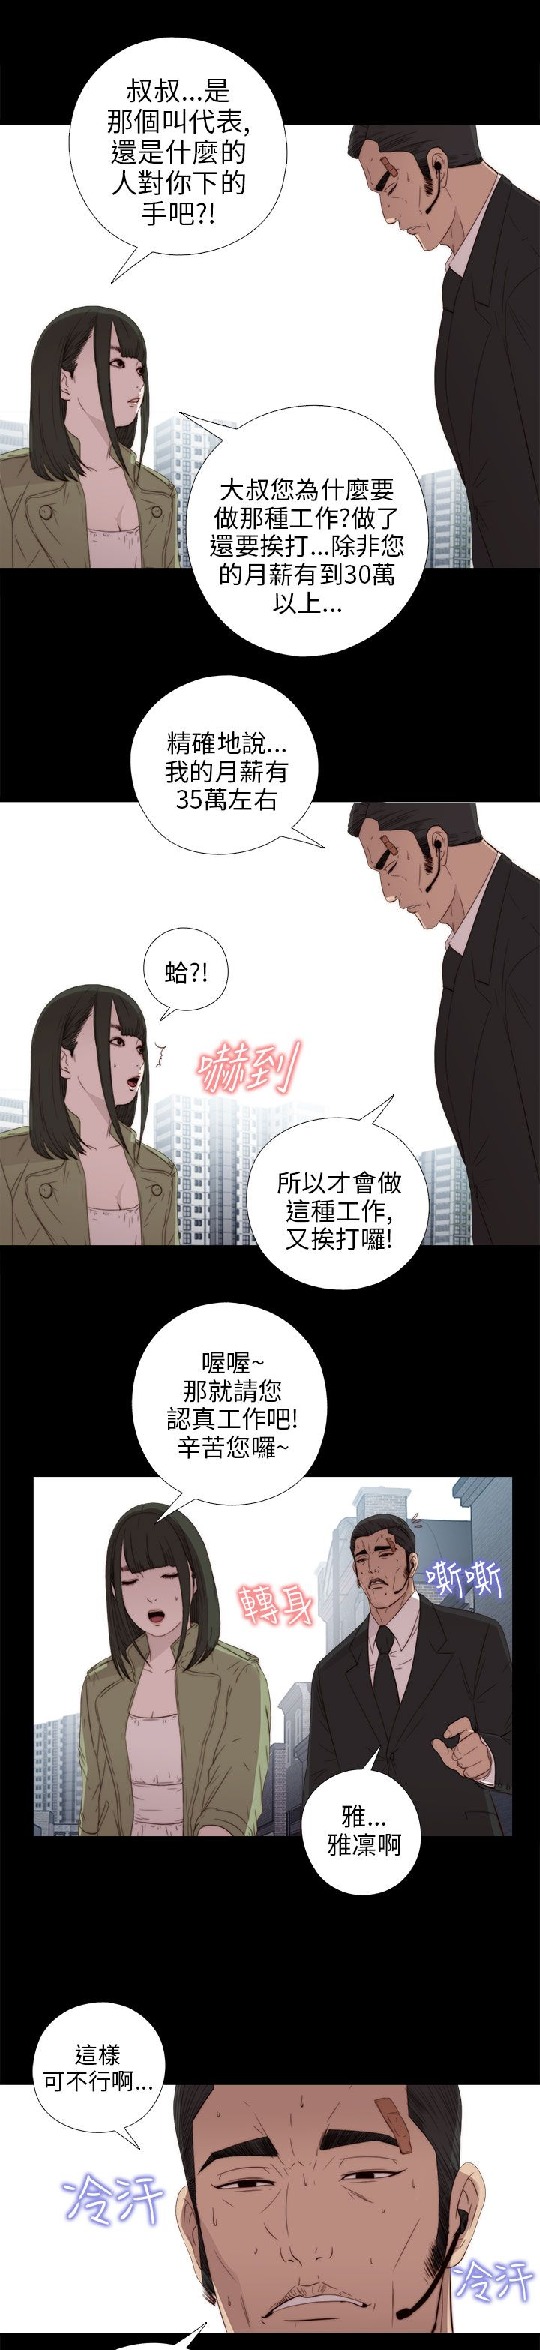 叔叔...是
那個叫代表,
還是什麼的
人對你下的
手吧?!
大叔您為什麼要
做那種工作?做了
還要挨打...除非您
的月薪有到30萬
以上...
精確地說...
我的月薪有
35萬左右
蛤?!
嚇到
所以才會做
這種工作,
又挨打囉!
喔喔~
那就請您
認真工作吧!
辛苦您囉~
轉身
嘶嘶
雅...
雅凜啊
這樣
可不行啊...
冷汗
冷汗